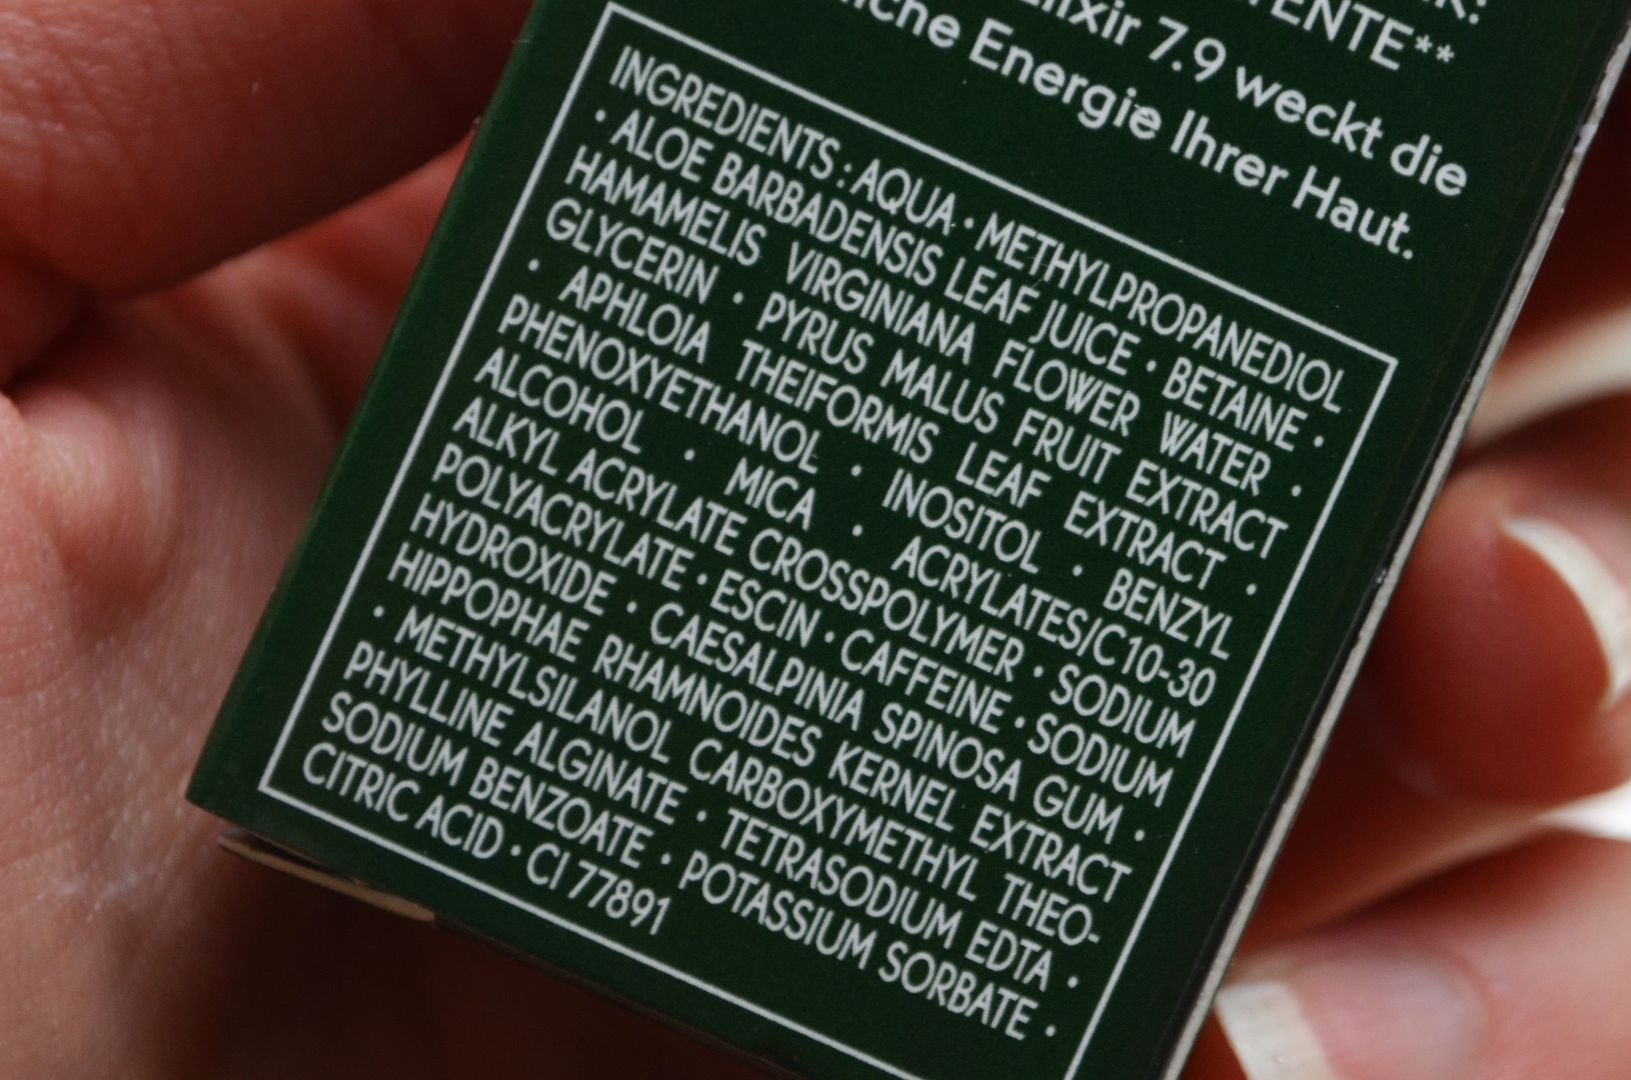 TENTE**
lixir 7.9 weckt die
iche Energie Ihrer Haut.
INGREDIENTS : AQUA · METHYLPROPANEDIOL
· ALOE BARBADENSIS LEAF JUICE · BETAINE ·
HAMAMELIS VIRGINIANA FLOWER WATER ·
GLYCERIN · PYRUS MALUS FRUIT EXTRACT
· APHLOIA THEIFORMIS LEAF EXTRACT ·
PHENOXYETHANOL · INOSITOL · BENZYL
ALCOHOL · MICA · ACRYLATES/C10-30
ALKYL ACRYLATE CROSSPOLYMER · SODIUM
POLYACRYLATE · ESCIN · CAFFEINE · SODIUM
HYDROXIDE · CAESALPINIA SPINOSA GUM ·
HIPPOPHAE RHAMNOIDES KERNEL EXTRACT
· METHYLSILANOL CARBOXYMETHYL THEO-
PHYLLINE ALGINATE · TETRASODIUM EDTA ·
SODIUM BENZOATE · POTASSIUM SORBATE ·
CITRIC ACID · CI 77891